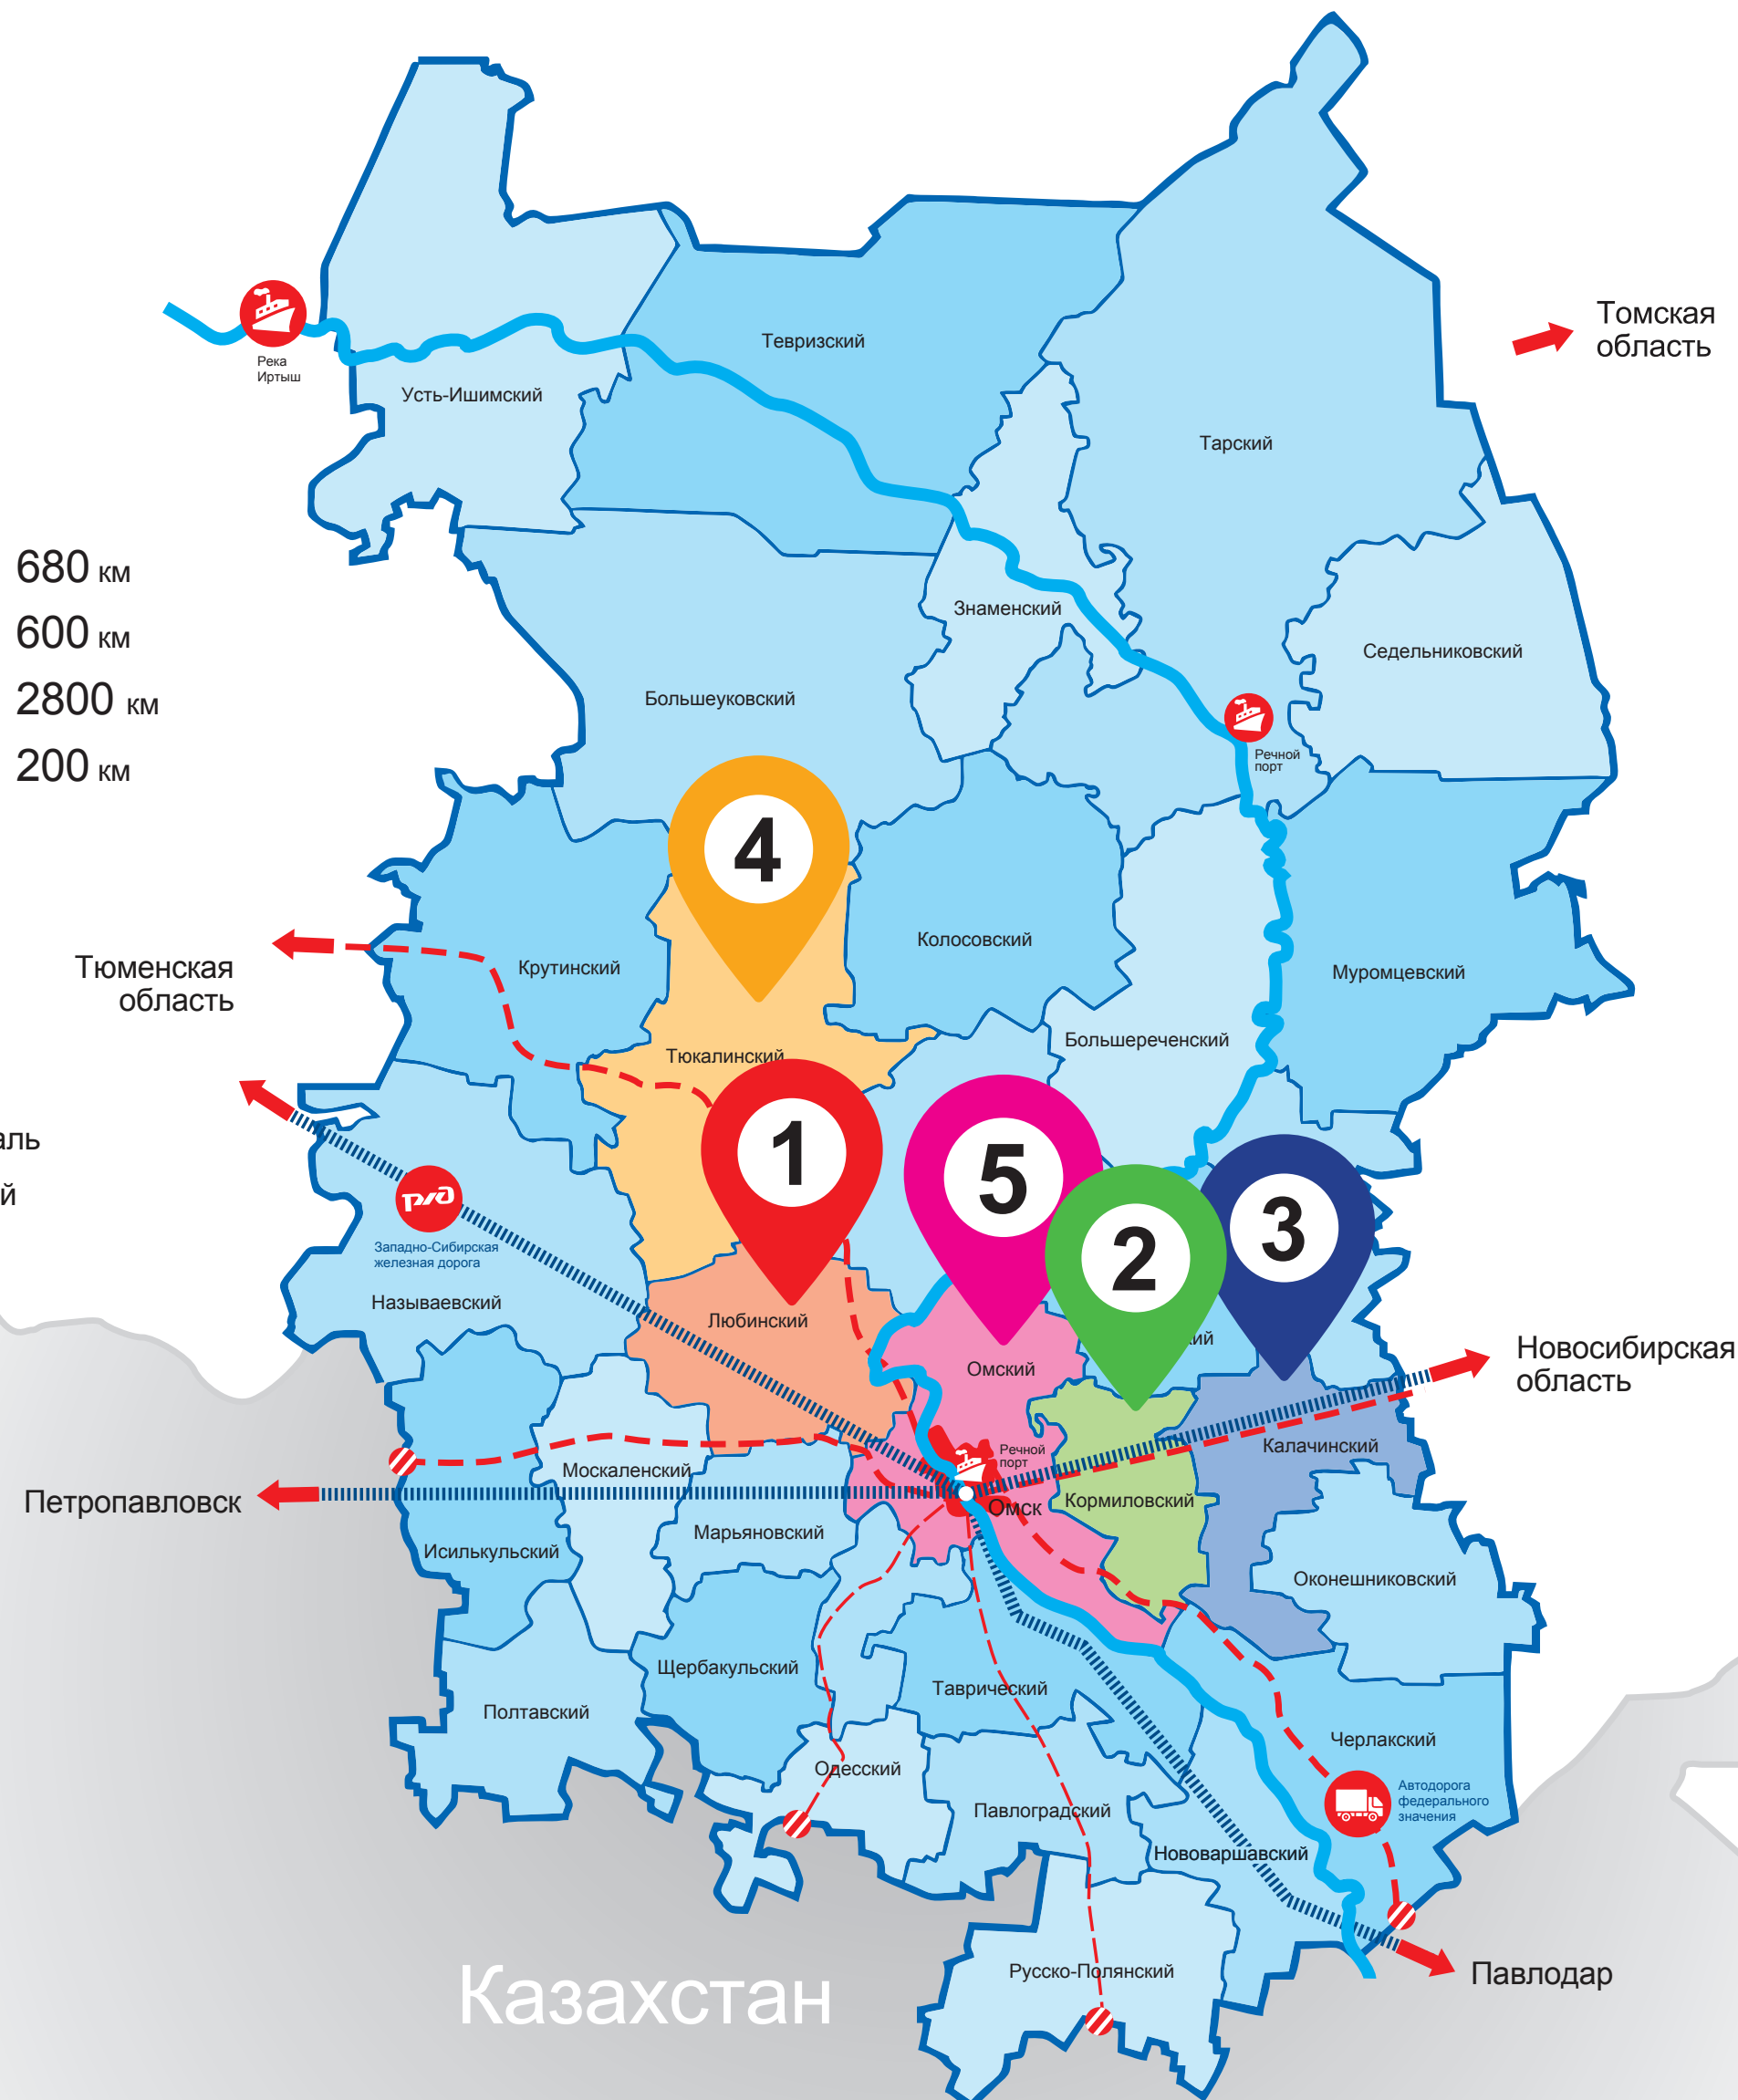 Томская
область
Тевризский
Река
Иртыш
Усть-Ишимский
Тарский
680 км
600 км
2800 км
200 км
Знаменский
Седельниковский
Большеуковский
Речной
порт
4
Колосовский
Крутинский
Муромцевский
Тюменская
область
Большереченский
Тюкалинский
аль
й
1
5
2
3
РЖД
Западно-Сибирская
железная дорога
Называевский
Любинский
ий
Омский
Новосибирская
область
Речной
порт
Калачинский
Москаленский
Петропавловск
Омск
Кормиловский
Марьяновский
Исилькульский
Оконешниковский
Щербакульский
Таврический
Полтавский
Черлакский
Одесский
Автодорога
федерального
значения
Павлоградский
Нововаршавский
Русско-Полянский
Павлодар
Казахстан